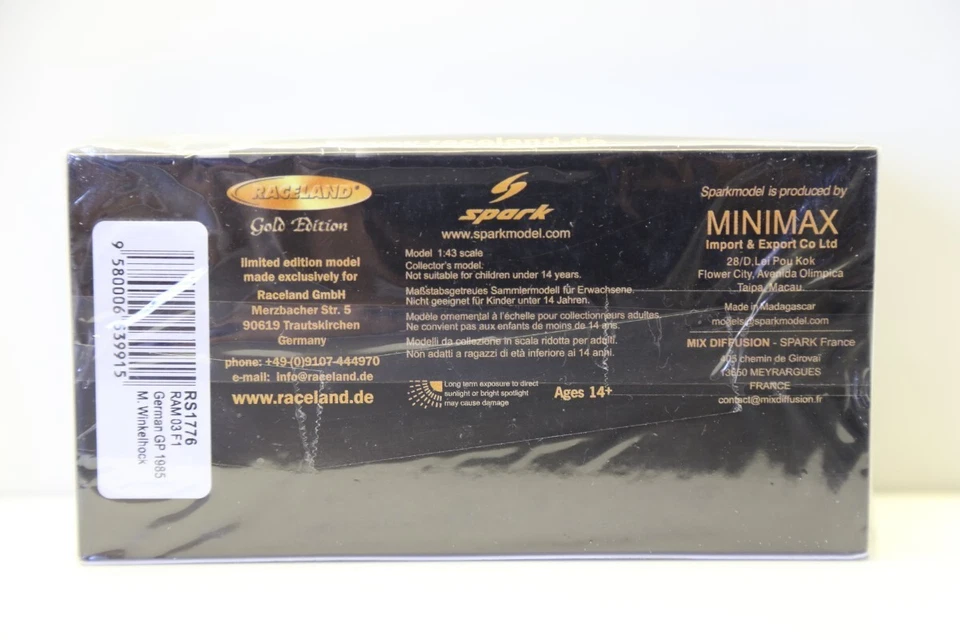 RACELAND®
Gold Edition
limited edition model
made exclusively for
Raceland GmbH
Merzbacher Str. 5
90619 Trautskirchen
Germany
phone: +49-(0)9107-444970
e-mail: info@raceland.de
www.raceland.de
spark
www.sparkmodel.com
Model 1:43 scale
Collector's model.
Not suitable for children under 14 years.
Maßstabsgetreues Sammlermodell für Erwachsene.
Nicht geeignet für Kinder unter 14 Jahren.
Modèle ornemental à l'échelle pour collectionneurs adultes.
Ne convient pas aux enfants de moins de 14 ans.
Modelli da collezione in scala ridotta per adulti.
Non adatti a ragazzi di età inferiore ai 14 anni.
Long term exposure to direct
sunlight or bright spotlight
may cause damage
Ages 14+
Sparkmodel is produced by
MINIMAX
Import & Export Co Ltd
28/D,Lei Pou Kok
Flower City, Avenida Olimpica
Taipa, Macau.
Made in Madagascar
models@sparkmodel.com
MIX DIFFUSION - SPARK France
405 chemin de Girovaï
13650 MEYRARGUES
FRANCE
contact@mixdiffusion.fr
9 580006 539915
RS1776
RAM 03 F1
German GP 1985
M. Winkelhock